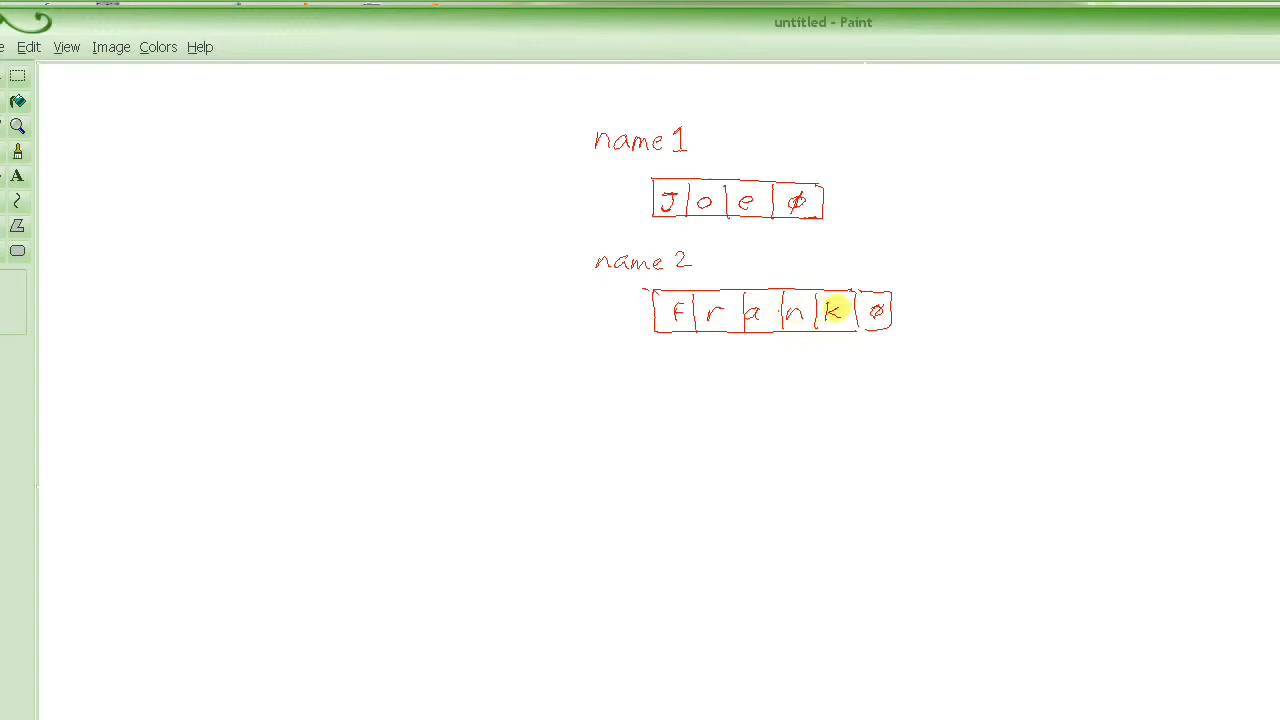 untitled - Paint
Edit View Image Colors Help
name 1
J o e ϕ
name 2
F r a n k ϕ